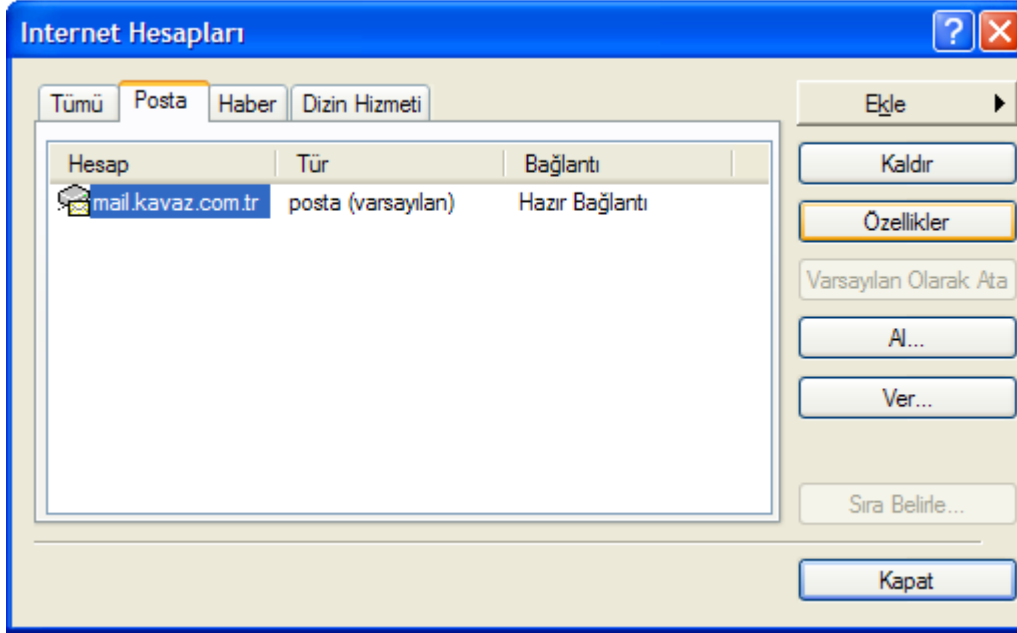 Internet Hesapları
Tümü Posta Haber Dizin Hizmeti
Ekle
Hesap Tür Bağlantı
Kaldır
mail.kavaz.com.tr posta (varsayılan) Hazır Bağlantı
Özellikler
Varsayılan Olarak Ata
Al...
Ver...
Sıra Belirle...
Kapat